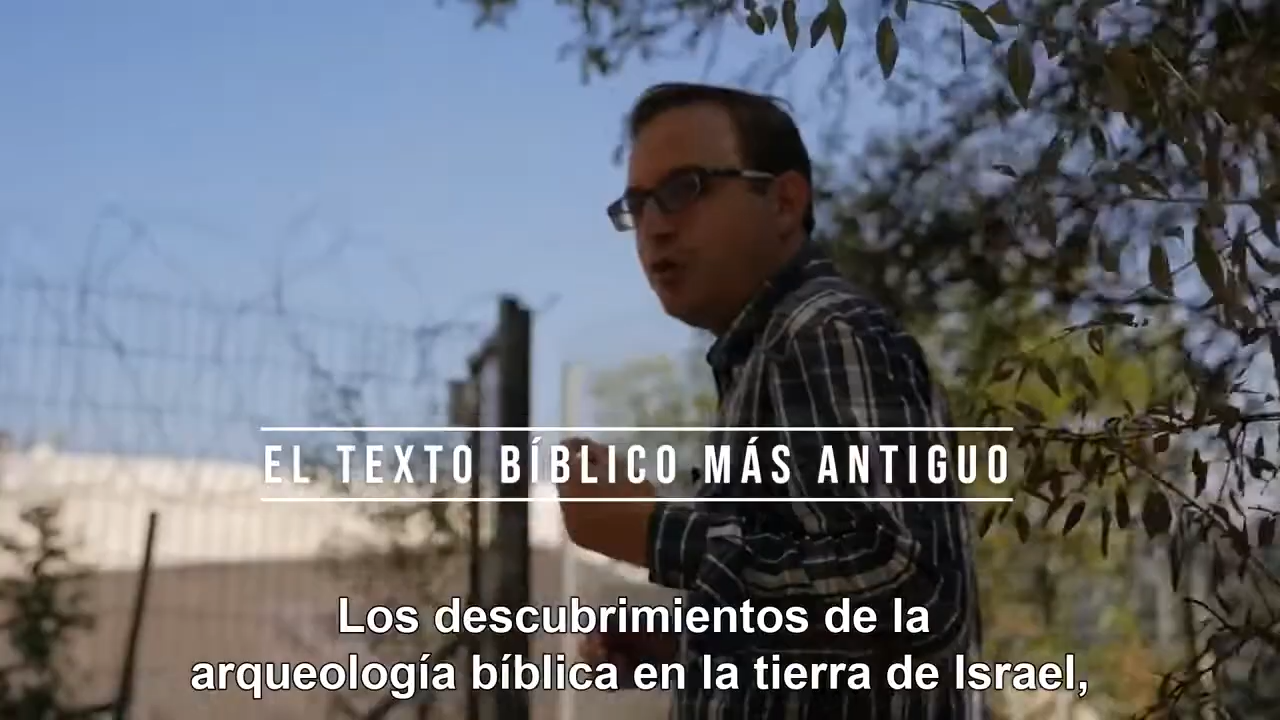 EL TEXTO BÍBLICO MÁS ANTIGUO
Los descubrimientos de la
arqueología bíblica en la tierra de Israel,